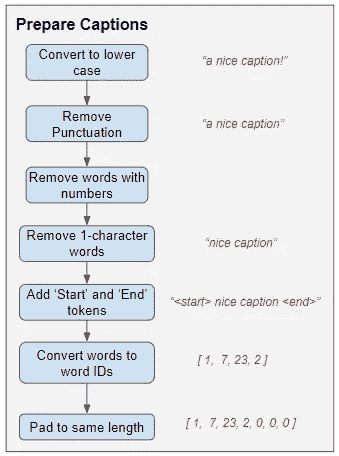 Prepare Captions
Convert to lower
case
“a nice caption!”
Remove
Punctuation
“a nice caption”
Remove words with
numbers
Remove 1-character
words
“nice caption”
Add ‘Start’ and ‘End’
tokens
“<start> nice caption <end>”
Convert words to
word IDs
[ 1, 7, 23, 2 ]
Pad to same length
[ 1, 7, 23, 2, 0, 0, 0 ]